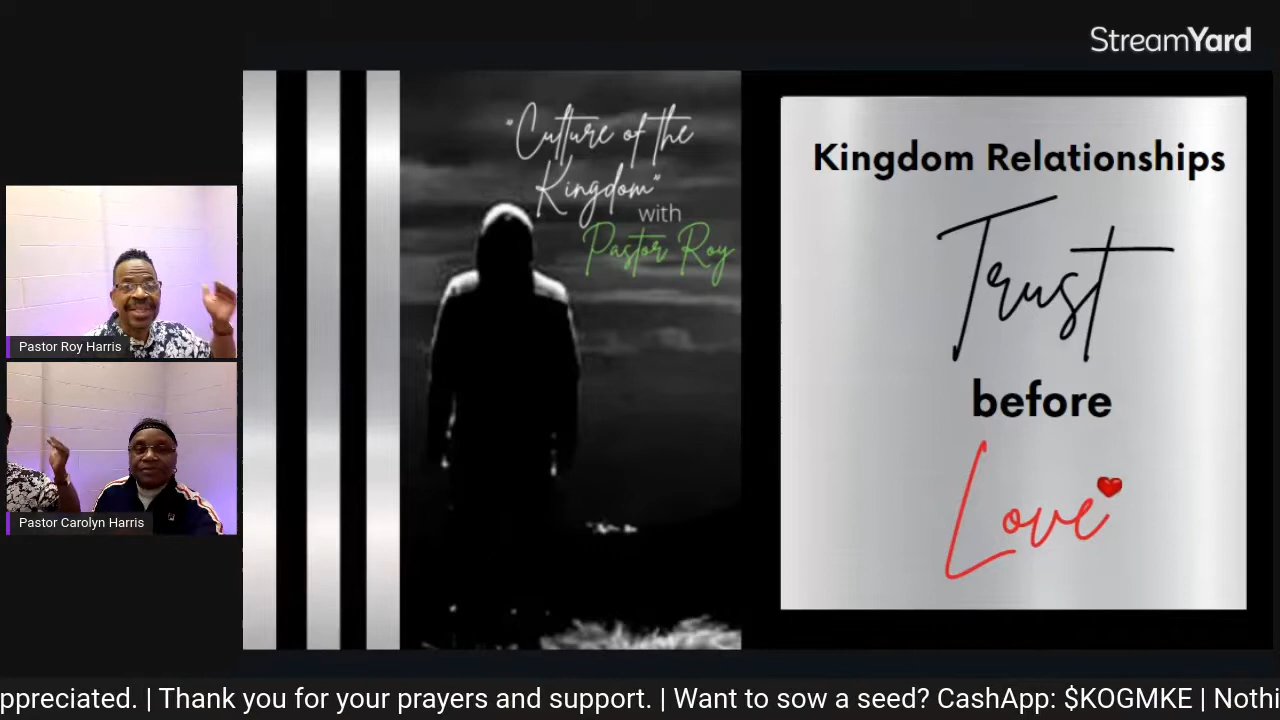 StreamYard
"Culture of the
Kingdom"
with
Pastor Roy
Kingdom Relationships
Trust
before
Love
Pastor Roy Harris
Pastor Carolyn Harris
ppreciated. | Thank you for your prayers and support. | Want to sow a seed? CashApp: $KOGMKE | Nothi